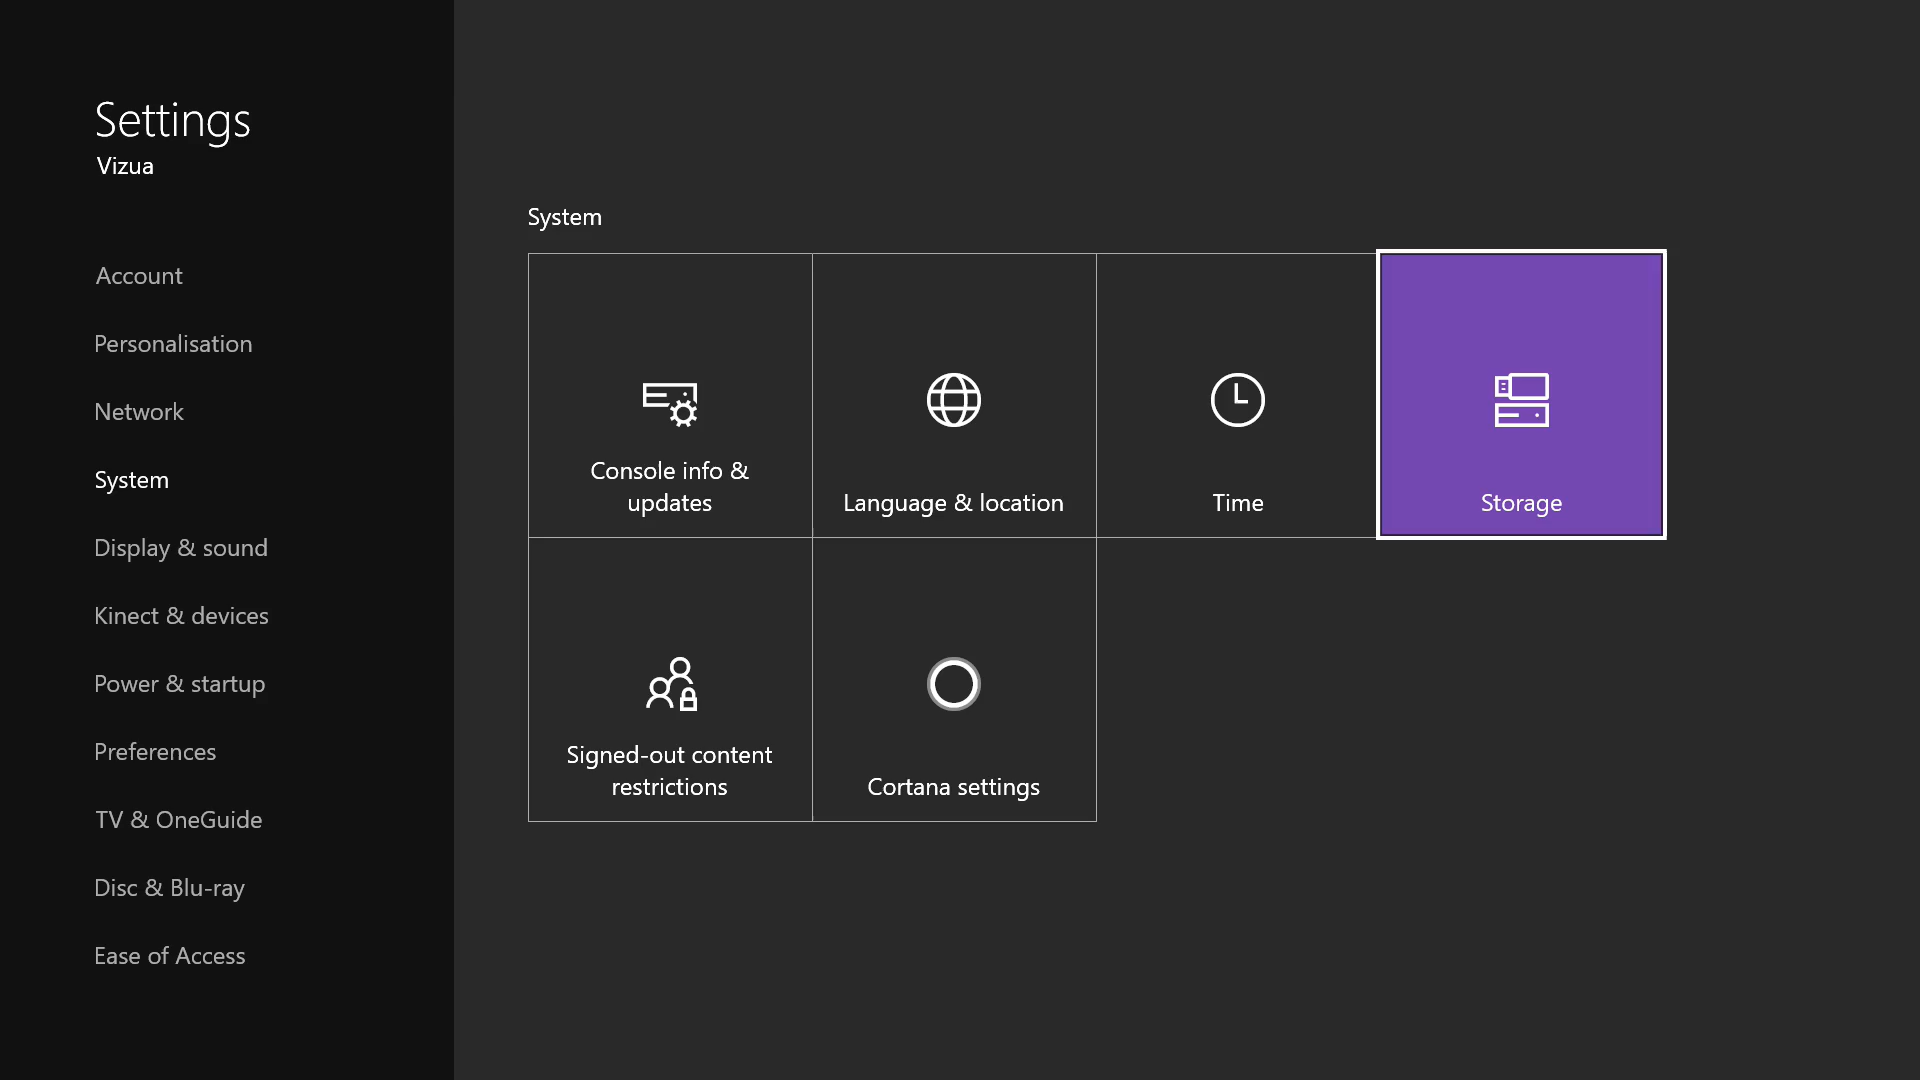 Settings
Vizua
Account
Personalisation
Network
System
Display & sound
Kinect & devices
Power & startup
Preferences
TV & OneGuide
Disc & Blu-ray
Ease of Access
System
Console info &
updates
Language & location
Time
Storage
Signed-out content
restrictions
Cortana settings